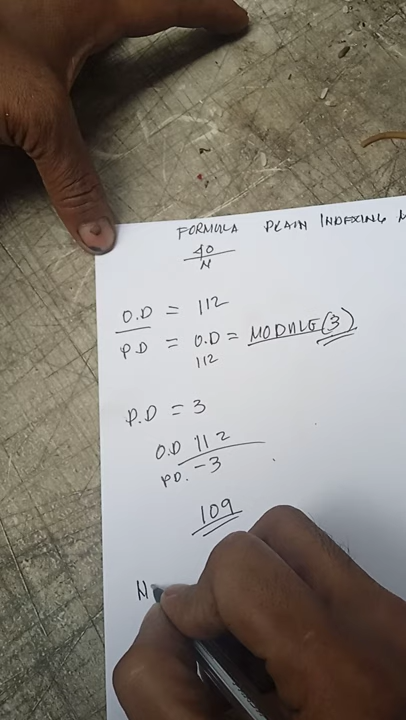 FORMULA PLAIN INDEXING
40
N
O.D = 112
P.D = O.D = MODULE (3)
112
P.D = 3
O.D 112
P.D. -3
109
N